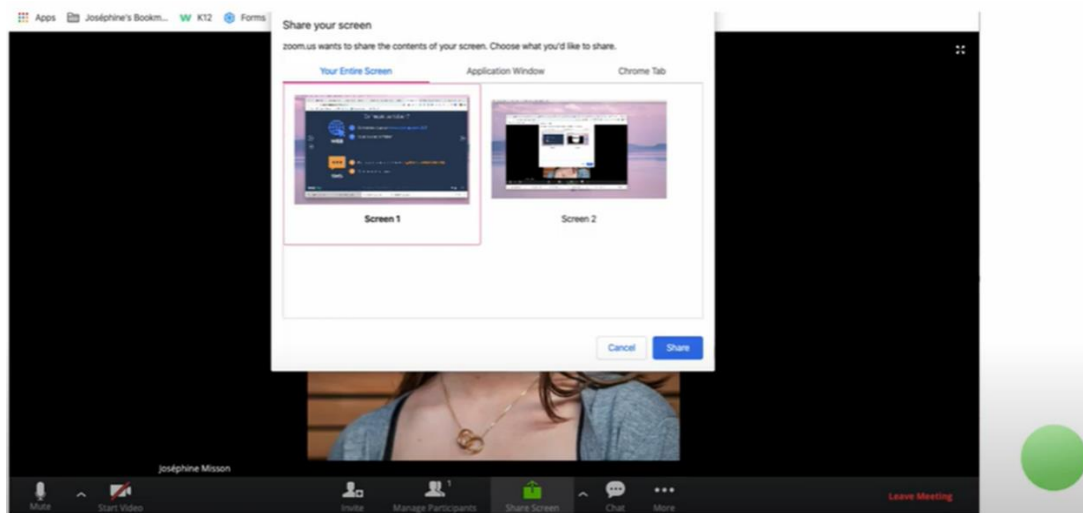 Apps Joséphine's Bookm... W K12 Forms
Share your screen
zoom.us wants to share the contents of your screen. Choose what you'd like to share.
Your Entire Screen Application Window Chrome Tab
Screen 1 Screen 2
Cancel Share
Joséphine Misson
1
Mute Start Video Invite Manage Participants Share Screen Chat More Leave Meeting